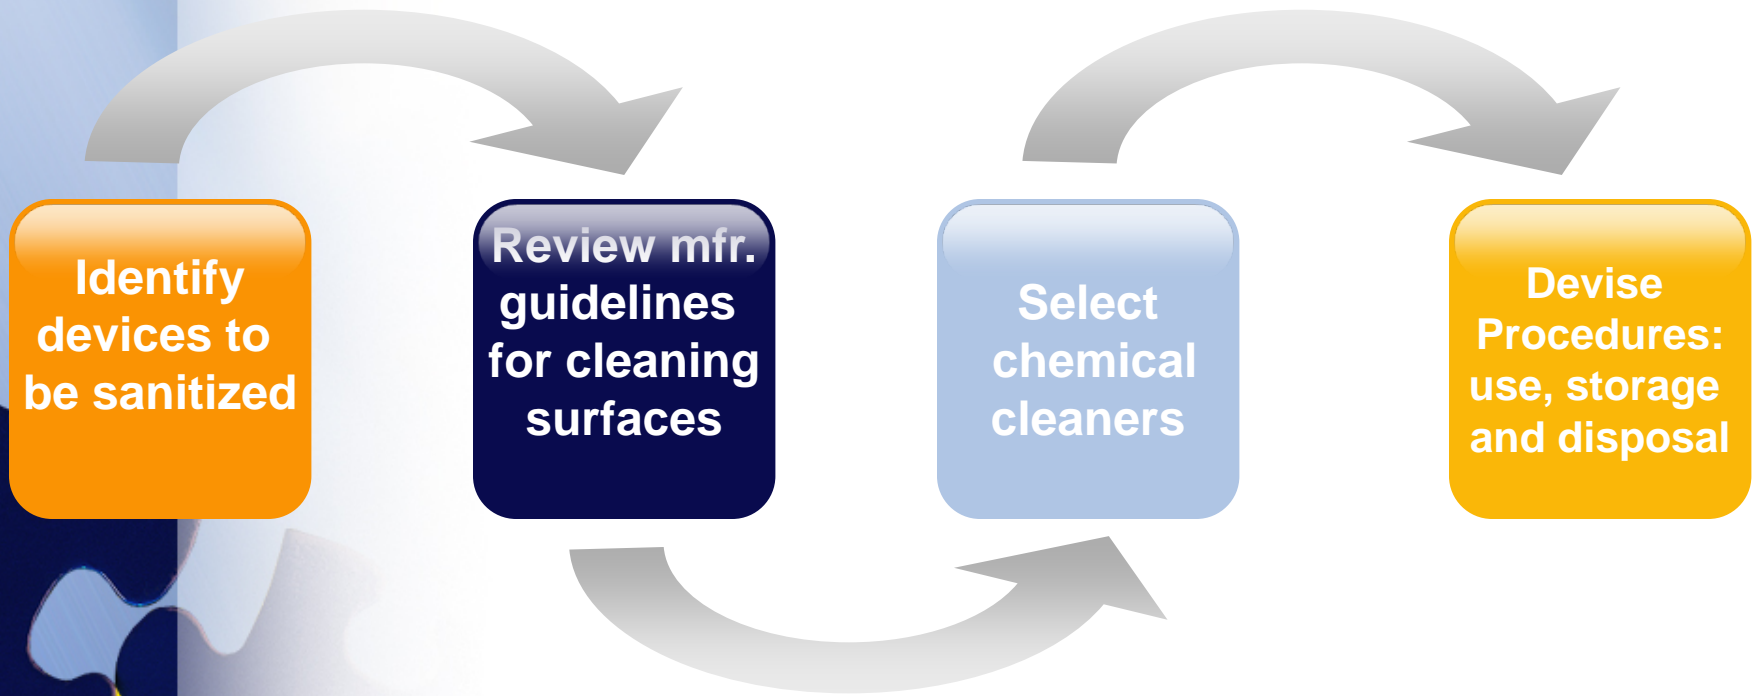 Identify
devices to
be sanitized
Review mfr.
guidelines
for cleaning
surfaces
Select
chemical
cleaners
Devise
Procedures:
use, storage
and disposal